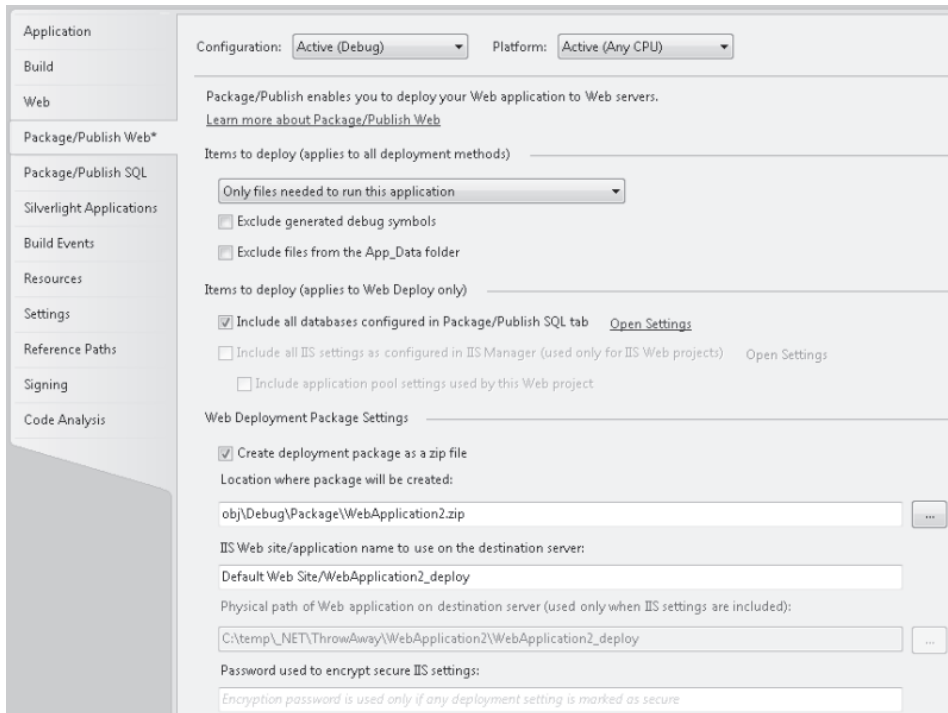 Application
Build
Web
Package/Publish Web*
Package/Publish SQL
Silverlight Applications
Build Events
Resources
Settings
Reference Paths
Signing
Code Analysis
Configuration: Active (Debug) Platform: Active (Any CPU)
Package/Publish enables you to deploy your Web application to Web servers.
Learn more about Package/Publish Web
Items to deploy (applies to all deployment methods)
Only files needed to run this application
Exclude generated debug symbols
Exclude files from the App_Data folder
Items to deploy (applies to Web Deploy only)
Include all databases configured in Package/Publish SQL tab Open Settings
Include all IIS settings as configured in IIS Manager (used only for IIS Web projects) Open Settings
Include application pool settings used by this Web project
Web Deployment Package Settings
Create deployment package as a zip file
Location where package will be created:
obj\Debug\Package\WebApplication2.zip ...
IIS Web site/application name to use on the destination server:
Default Web Site/WebApplication2_deploy
Physical path of Web application on destination server (used only when IIS settings are included):
C:\temp\_NET\ThrowAway\WebApplication2\WebApplication2_deploy ...
Password used to encrypt secure IIS settings:
Encryption password is used only if any deployment setting is marked as secure